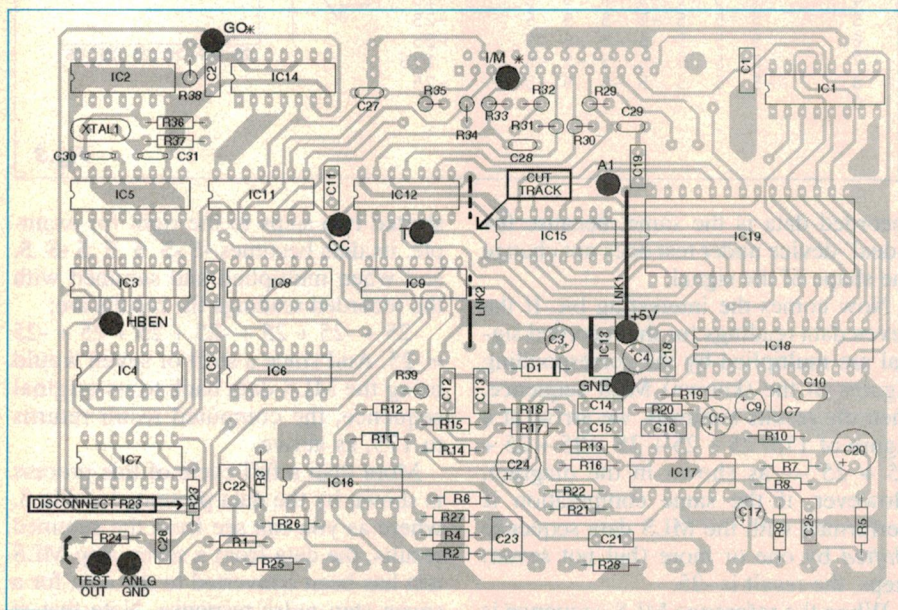 GO*
I/M *
IC2
C2
IC14
R38
C27
R35
R34
R33
R32
R31
R29
R30
C29
C28
C1
IC1
XTAL1
R36
R37
C30
C31
IC5
IC11
C11
IC12
CUT
TRACK
A1
C19
CC
T
IC15
IC19
IC3
C8
IC8
IC9
LNK2
LNK1
HBEN
+5V
C3
IC13
C4
C18
IC18
IC4
C6
IC6
R39
C12
C13
D1
GND
R12
R15
R18
C14
R20
R19
C5
C9
C7
C10
R11
R14
R17
C15
R13
C16
R10
C20
IC7
C22
R3
IC16
C24
R16
IC17
R7
R8
DISCONNECT R23
R23
R6
R22
R21
C17
R24
C26
R1
R26
R27
R4
R2
C23
C21
R9
C25
R5
R25
R28
TEST
OUT
ANLG
GND